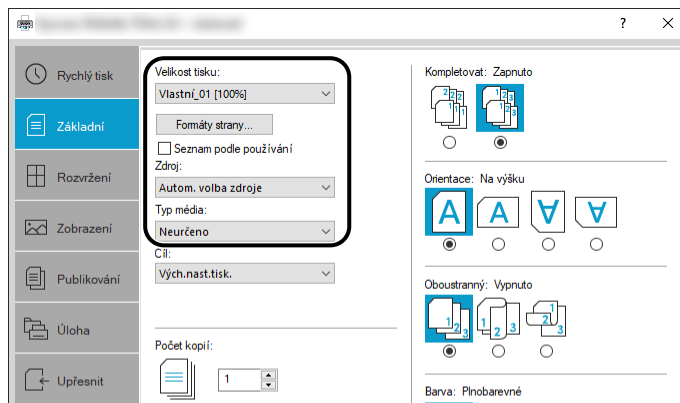 Rychlý tisk
Základní
Rozvržení
Zobrazení
Publikování
Úloha
Upřesnit
Velikost tisku:
Vlastní_01 [100%]
Formáty strany...
Seznam podle používání
Zdroj:
Autom. volba zdroje
Typ média:
Neurčeno
Cíl:
Vých.nast.tisk.
Počet kopií:
1
Kompletovat: Zapnuto
Orientace: Na výšku
Oboustranný: Vypnuto
Barva: Plnobarevné